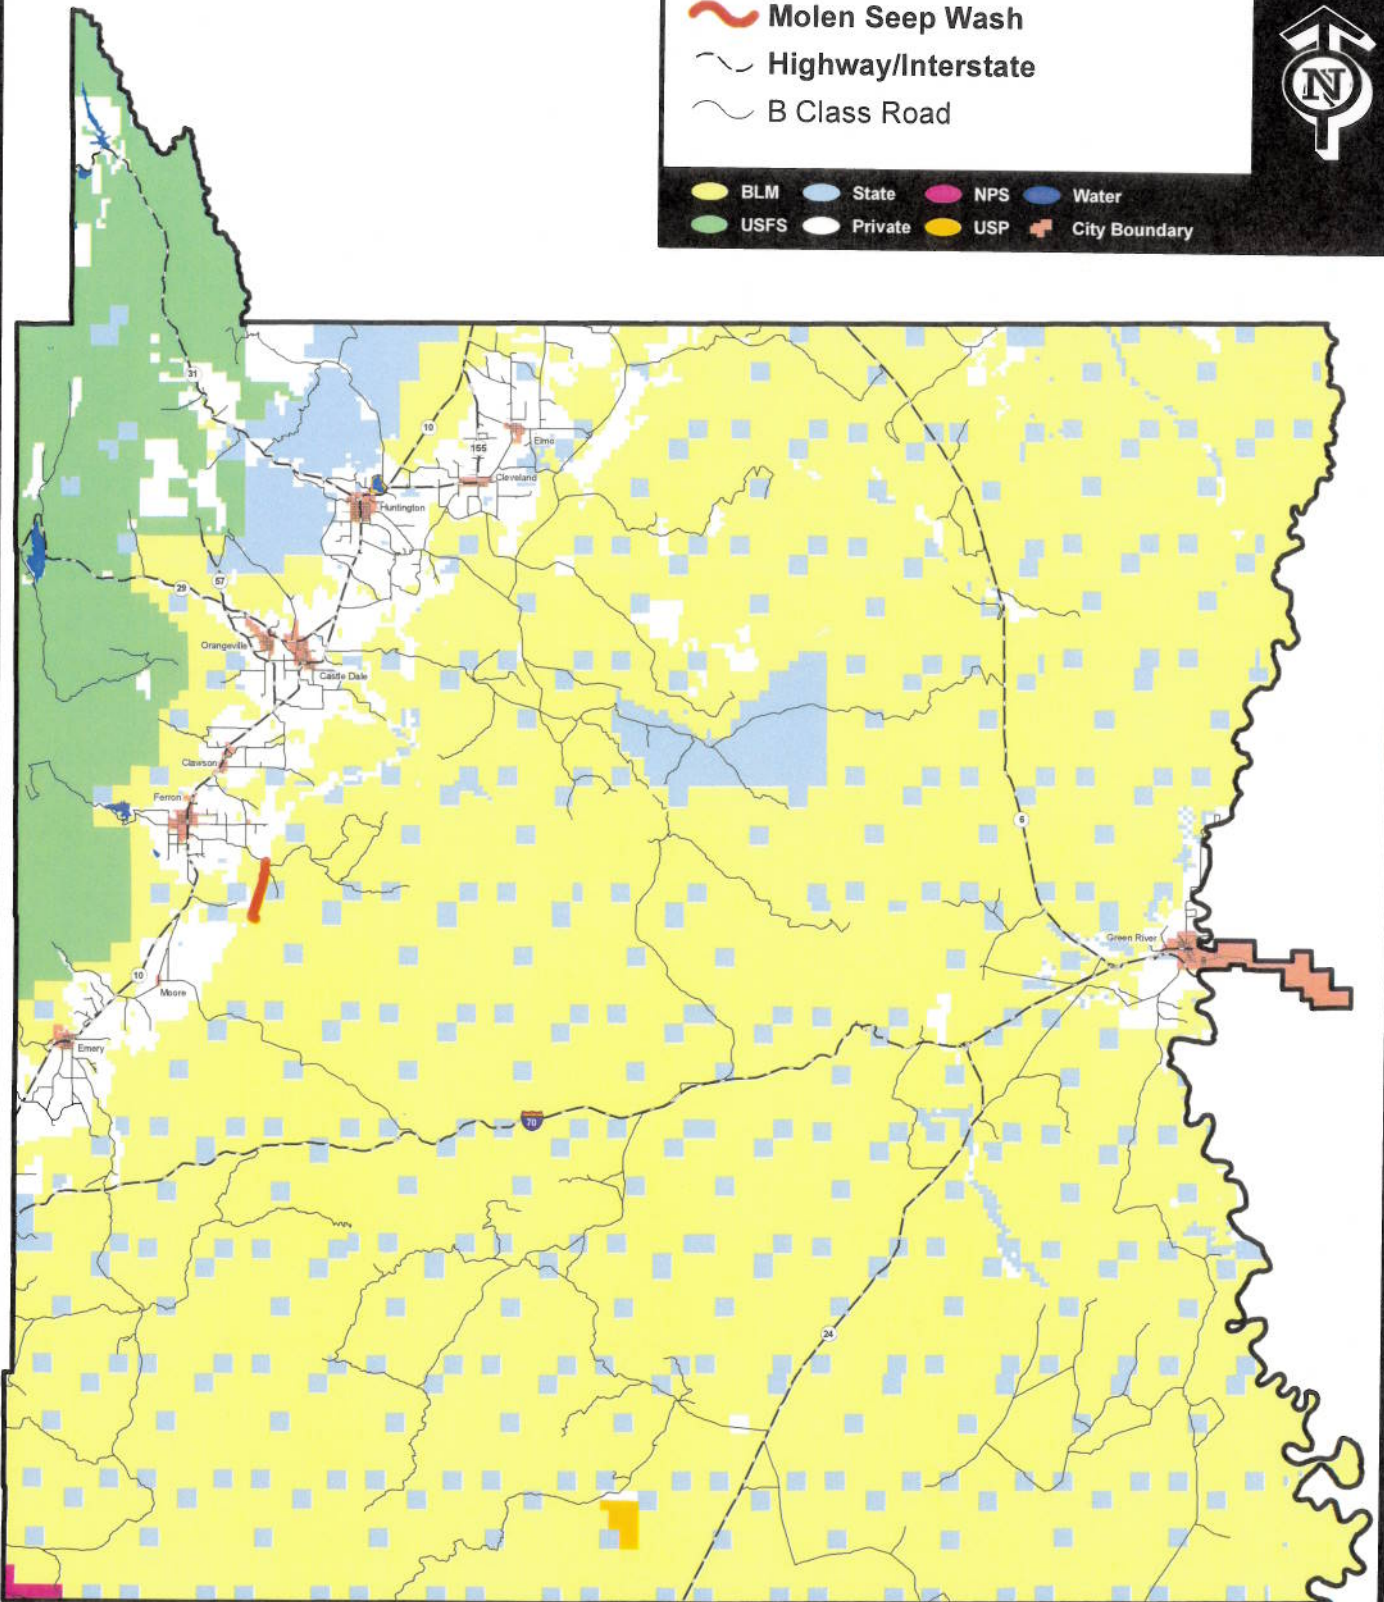 Molen Seep Wash
Highway/Interstate
B Class Road
N
BLM State NPS Water
USFS Private USP City Boundary
31
10
155
Elmo
Cleveland
Huntington
29
57
Orangeville
Castle Dale
Clawson
Ferron
6
Green River
10
Moore
Emery
70
24